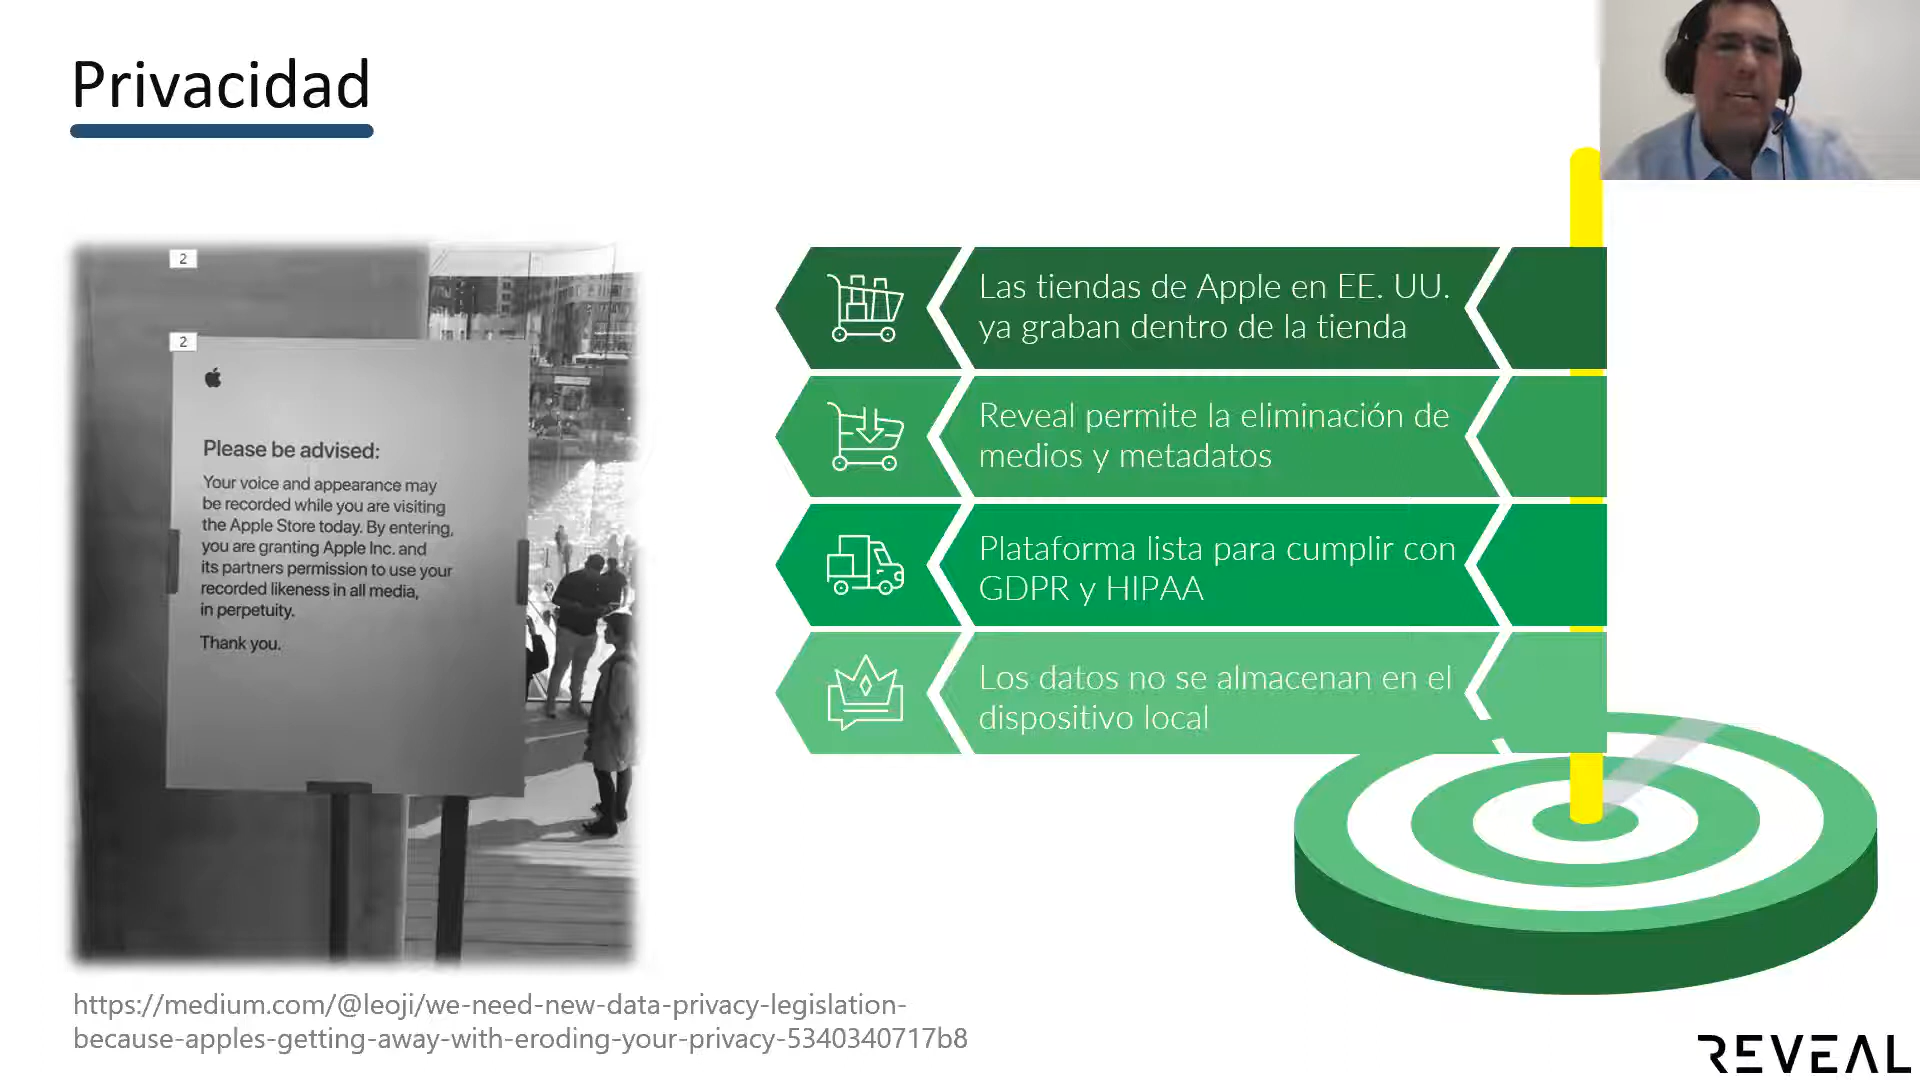 Privacidad
2
2
Please be advised:
Your voice and appearance may
be recorded while you are visiting
the Apple Store today. By entering,
you are granting Apple Inc. and
its partners permission to use your
recorded likeness in all media,
in perpetuity.
Thank you.
Las tiendas de Apple en EE. UU.
ya graban dentro de la tienda
Reveal permite la eliminación de
medios y metadatos
Plataforma lista para cumplir con
GDPR y HIPAA
Los datos no se almacenan en el
dispositivo local
https://medium.com/@leoji/we-need-new-data-privacy-legislation-
because-apples-getting-away-with-eroding-your-privacy-5340340717b8
REVEAL